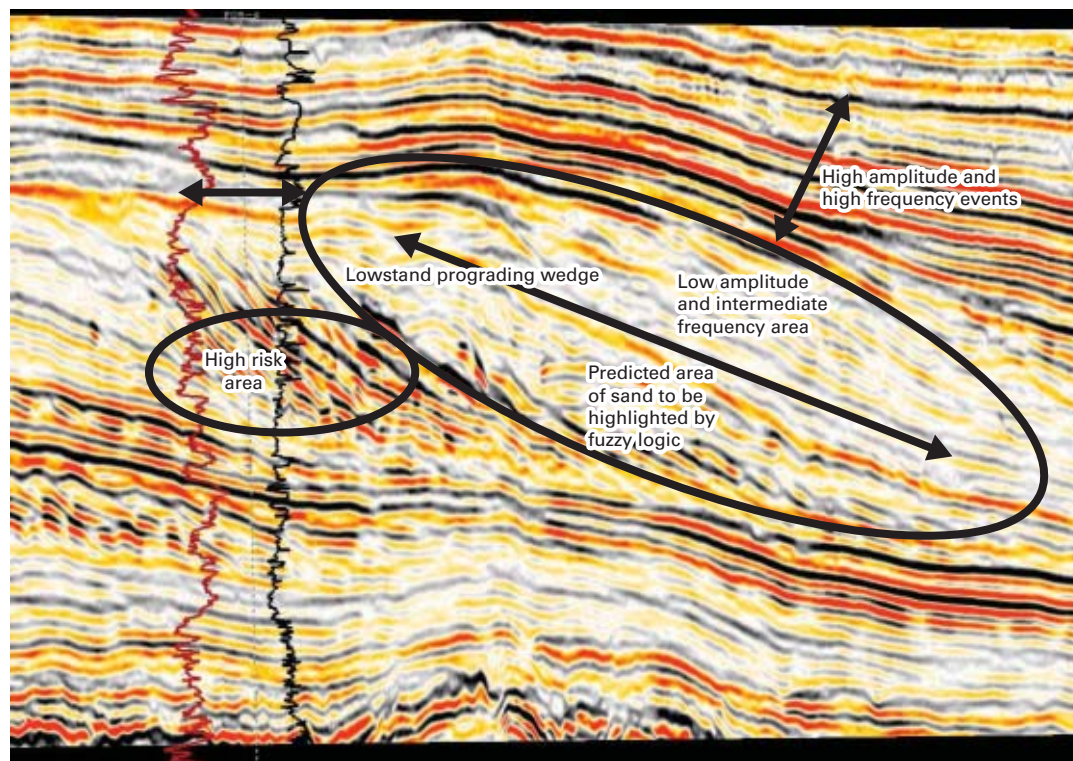 High amplitude and
high frequency events
Lowstand prograding wedge
Low amplitude
and intermediate
frequency area
High risk
area
Predicted area
of sand to be
highlighted by
fuzzy logic